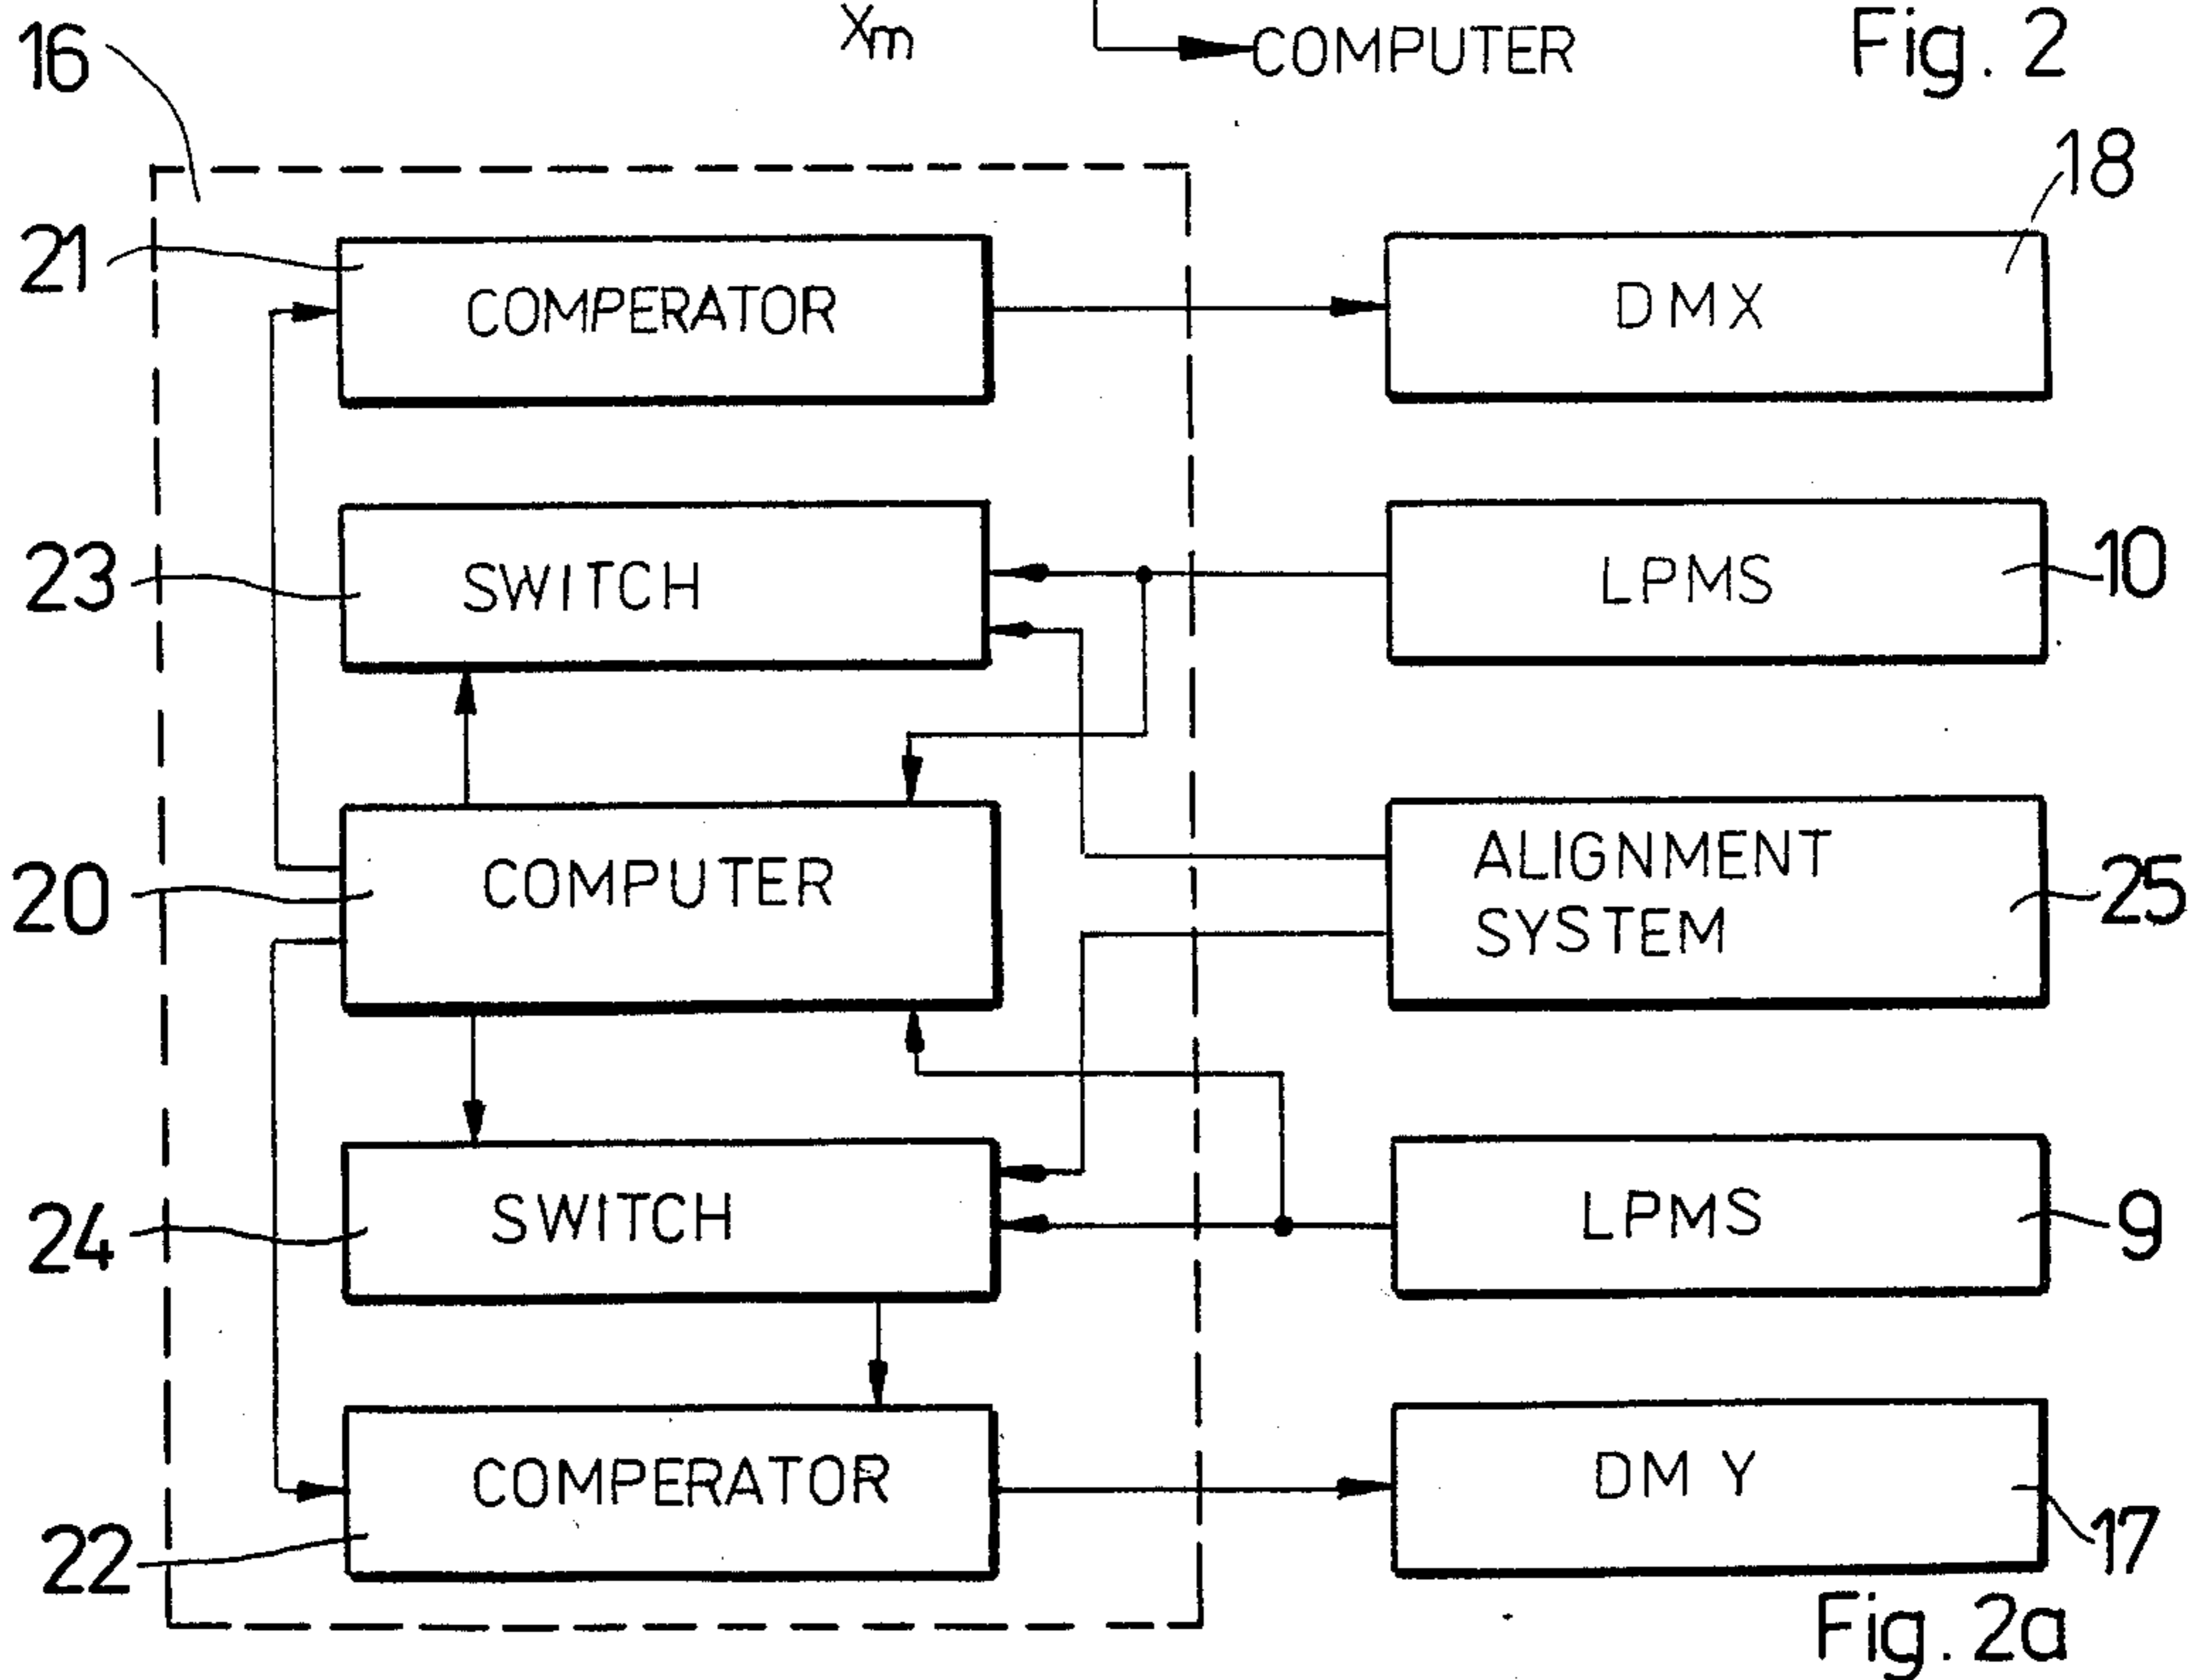 Xm
COMPUTER
Fig. 2
16
18
21
COMPERATOR
DMX
23
SWITCH
LPMS
10
20
COMPUTER
ALIGNMENT
SYSTEM
25
24
SWITCH
LPMS
9
22
COMPERATOR
DM Y
17
Fig. 2a